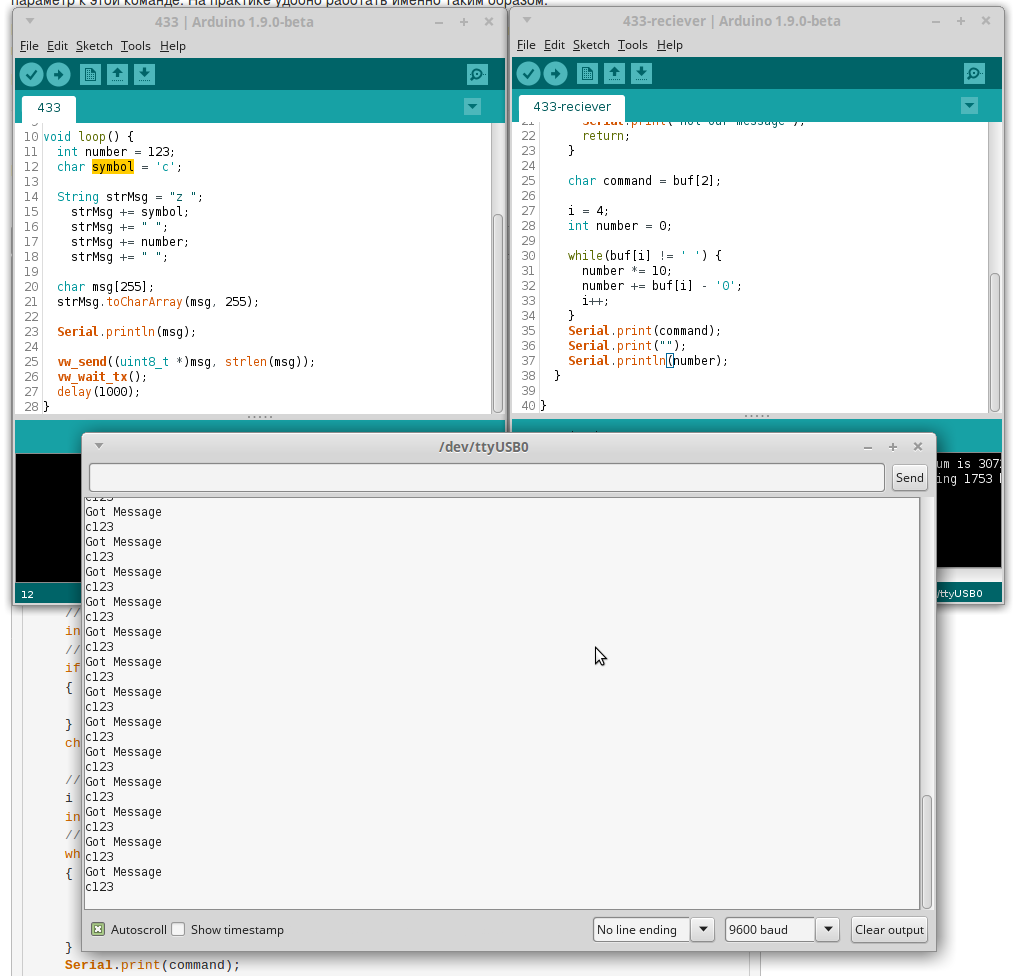 параметр к этой команде. На практике удобно работать именно таким образом.
433 | Arduino 1.9.0-beta
File Edit Sketch Tools Help
433
10 void loop() {
11 int number = 123;
12 char symbol = 'c';
13
14 String strMsg = "z ";
15 strMsg += symbol;
16 strMsg += " ";
17 strMsg += number;
18 strMsg += " ";
19
20 char msg[255];
21 strMsg.toCharArray(msg, 255);
22
23 Serial.println(msg);
24
25 vw_send((uint8_t *)msg, strlen(msg));
26 vw_wait_tx();
27 delay(1000);
28 }
12
433-reciever | Arduino 1.9.0-beta
File Edit Sketch Tools Help
433-reciever
21 Serial.print("Not our message");
22 return;
23 }
24
25 char command = buf[2];
26
27 i = 4;
28 int number = 0;
29
30 while(buf[i] != ' ') {
31 number *= 10;
32 number += buf[i] - '0';
33 i++;
34 }
35 Serial.print(command);
36 Serial.print("");
37 Serial.println(number);
38 }
39
40 }
um is 307
ing 1753
/ttyUSB0
/dev/ttyUSB0
Send
c123
Got Message
c123
Got Message
c123
Got Message
c123
Got Message
c123
Got Message
c123
Got Message
c123
Got Message
c123
Got Message
c123
Got Message
c123
Got Message
c123
Got Message
c123
Got Message
c123
Got Message
c123
Autoscroll Show timestamp
No line ending
9600 baud
Clear output
//
in
//
if
{
}
ch
//
i
in
//
wh
{
}
Serial.print(command);